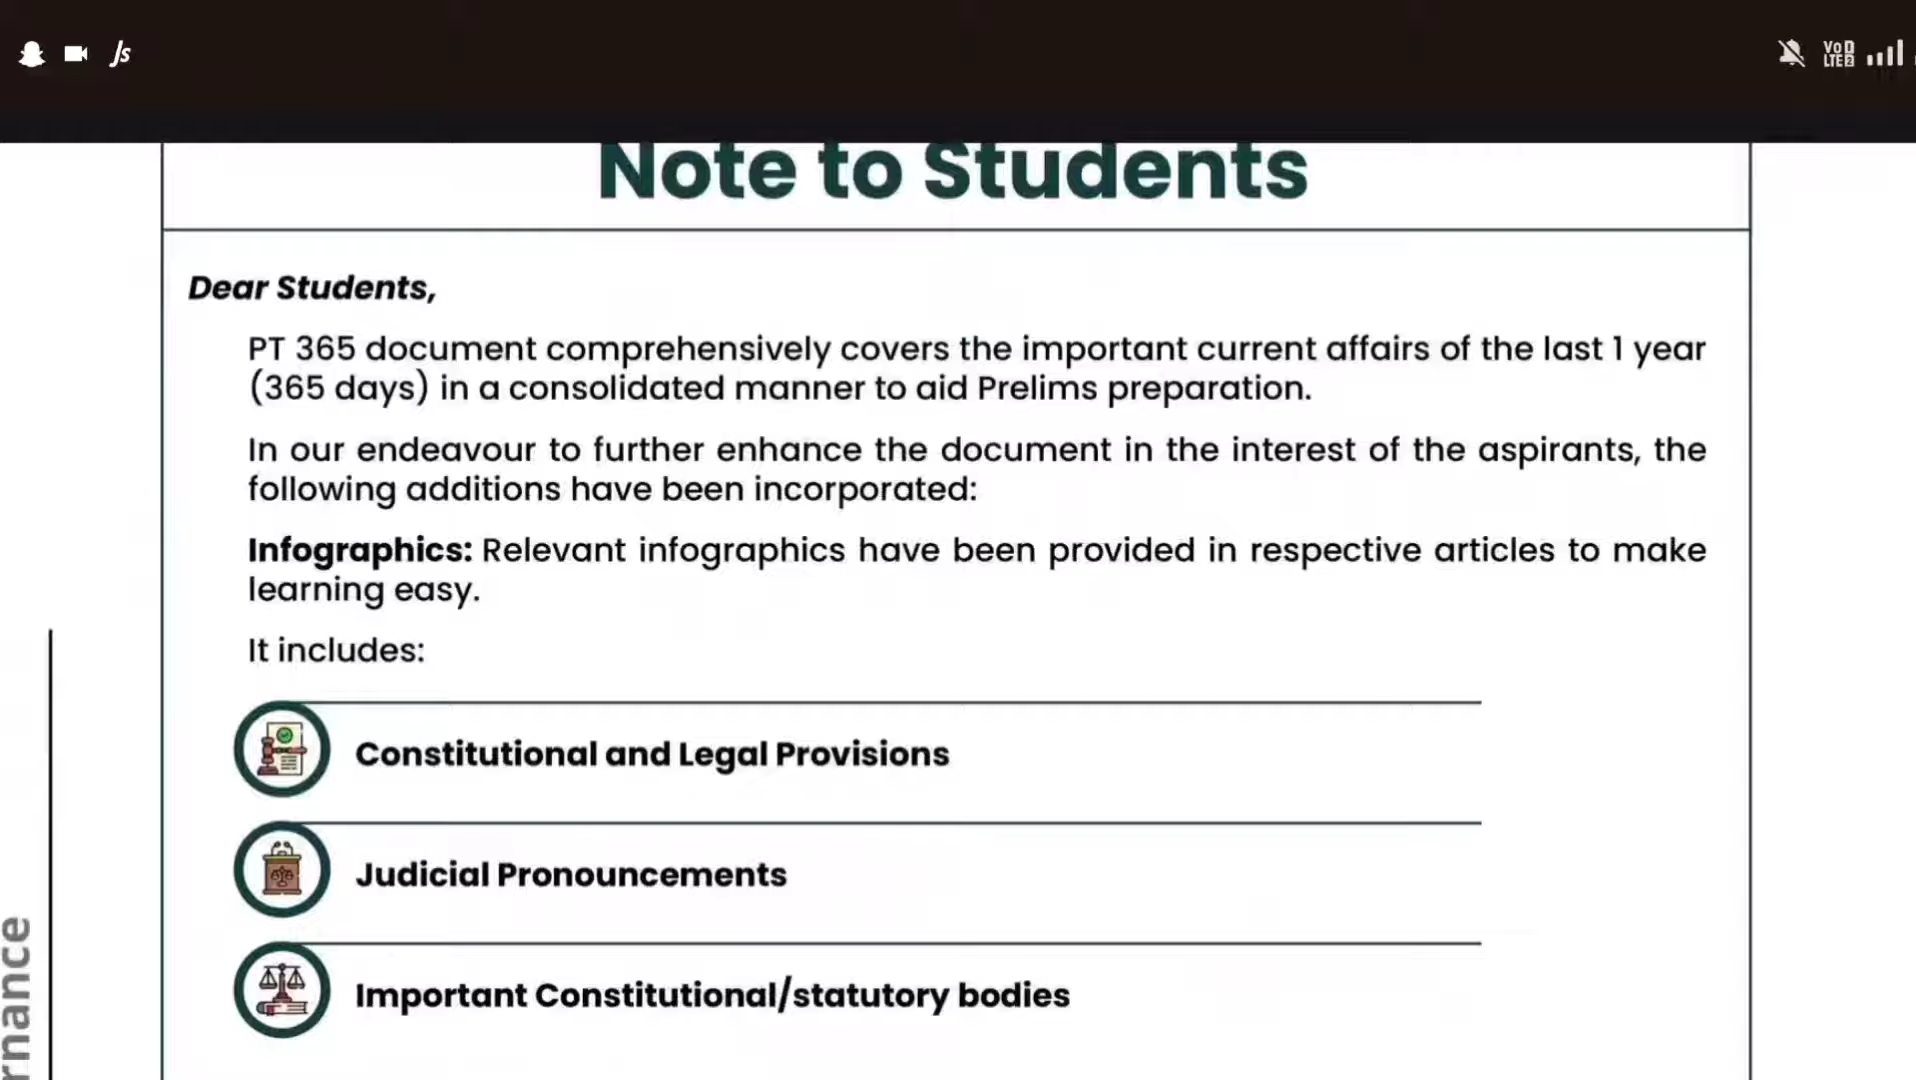 Js
VoD
LTE2
Note to Students
Dear Students,
PT 365 document comprehensively covers the important current affairs of the last 1 year
(365 days) in a consolidated manner to aid Prelims preparation.
In our endeavour to further enhance the document in the interest of the aspirants, the
following additions have been incorporated:
Infographics: Relevant infographics have been provided in respective articles to make
learning easy.
It includes:
Constitutional and Legal Provisions
Judicial Pronouncements
Important Constitutional/statutory bodies
rnance